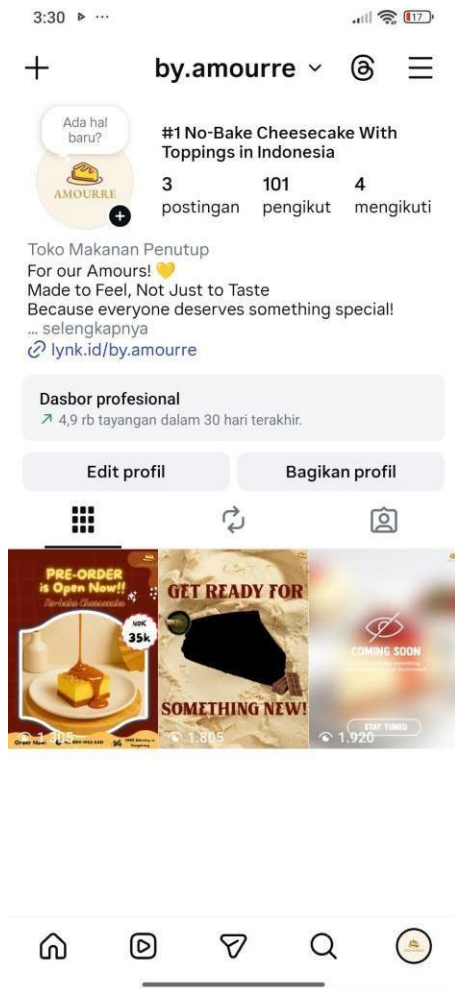 3:30
17
by.amourre
Ada hal
baru?
AMOURRE
#1 No-Bake Cheesecake With
Toppings in Indonesia
3 101 4
postingan pengikut mengikuti
Toko Makanan Penutup
For our Amours! 💛
Made to Feel, Not Just to Taste
Because everyone deserves something special!
... selengkapnya
lynk.id/by.amourre
Dasbor profesional
4,9 rb tayangan dalam 30 hari terakhir.
Edit profil Bagikan profil
PRE-ORDER
is Open Now!!
No-bake Cheesecake
35k
Order Now:
1.305
GET READY FOR
SOMETHING NEW!
1.805
COMING SOON
STAY TUNED
1.920